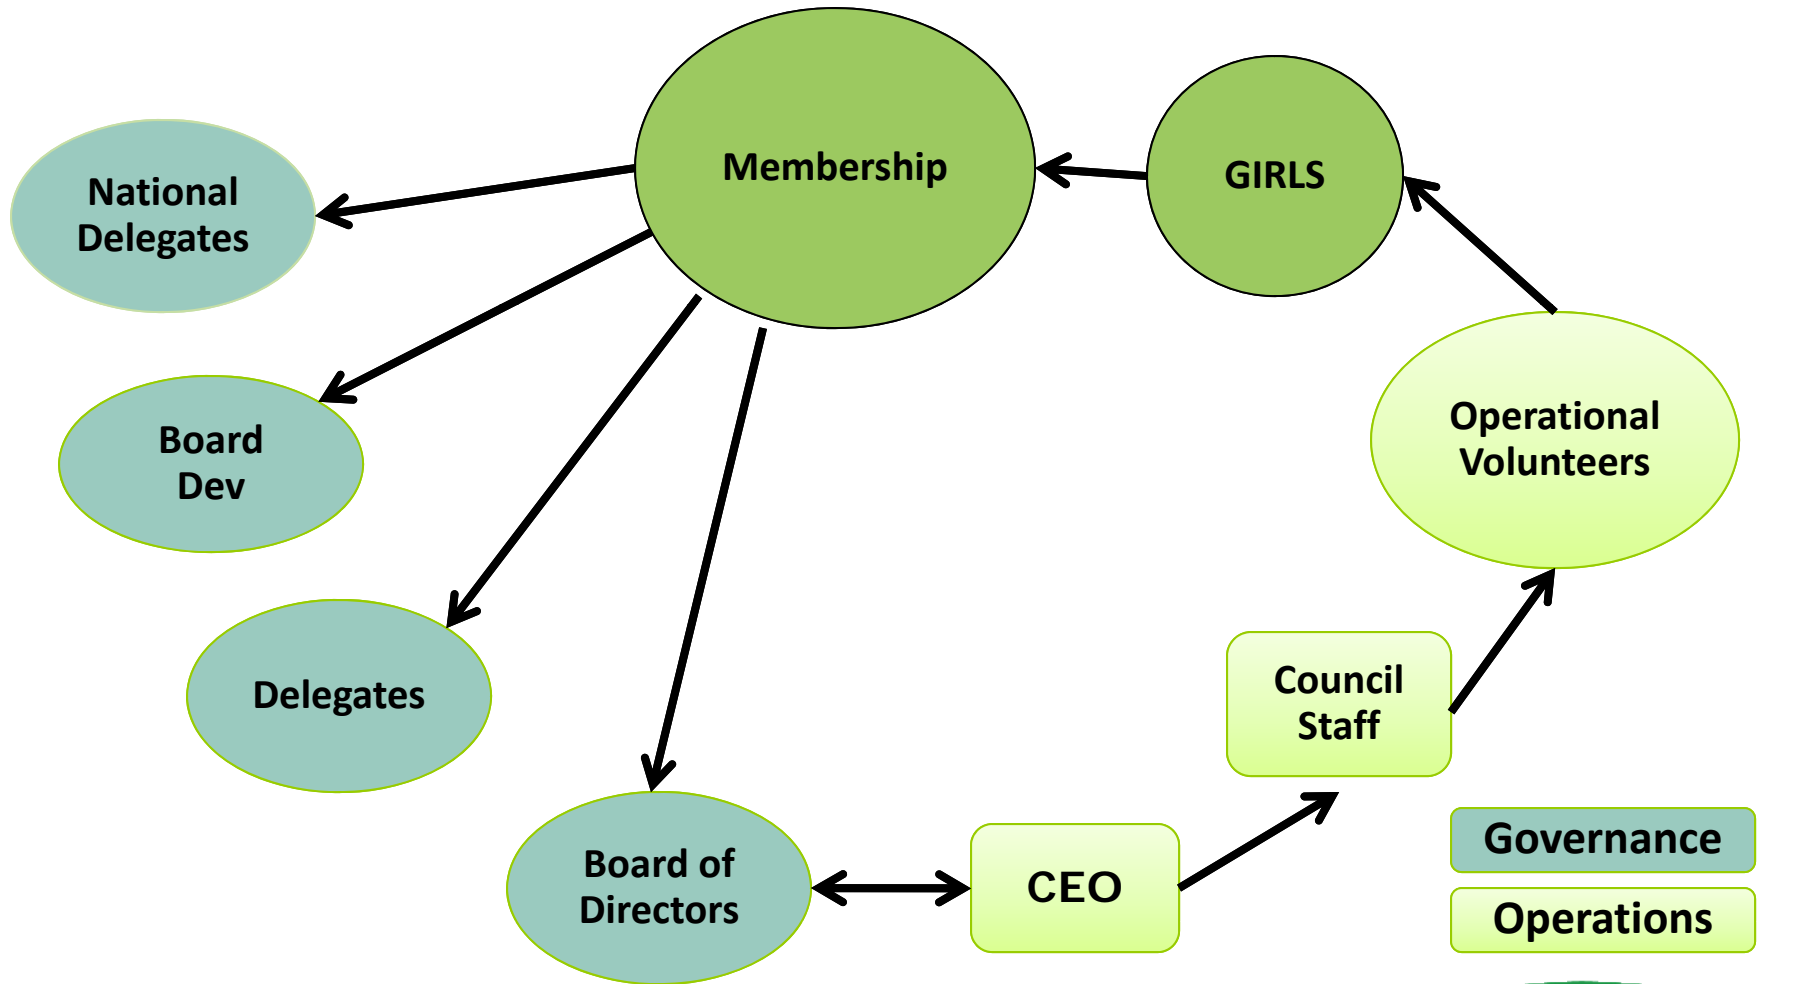 Membership
GIRLS
National
Delegates
Operational
Volunteers
Board
Dev
Council
Staff
Delegates
Governance
Board of
Directors
CEO
Operations